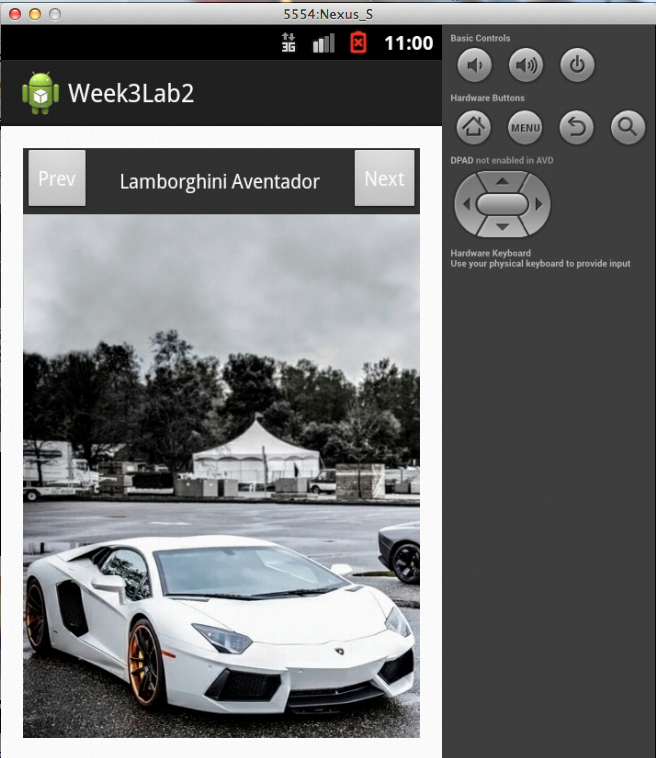 5554:Nexus_S
3G 11:00
Week3Lab2
Prev Lamborghini Aventador Next
Basic Controls
Hardware Buttons
MENU
DPAD not enabled in AVD
Hardware Keyboard
Use your physical keyboard to provide input